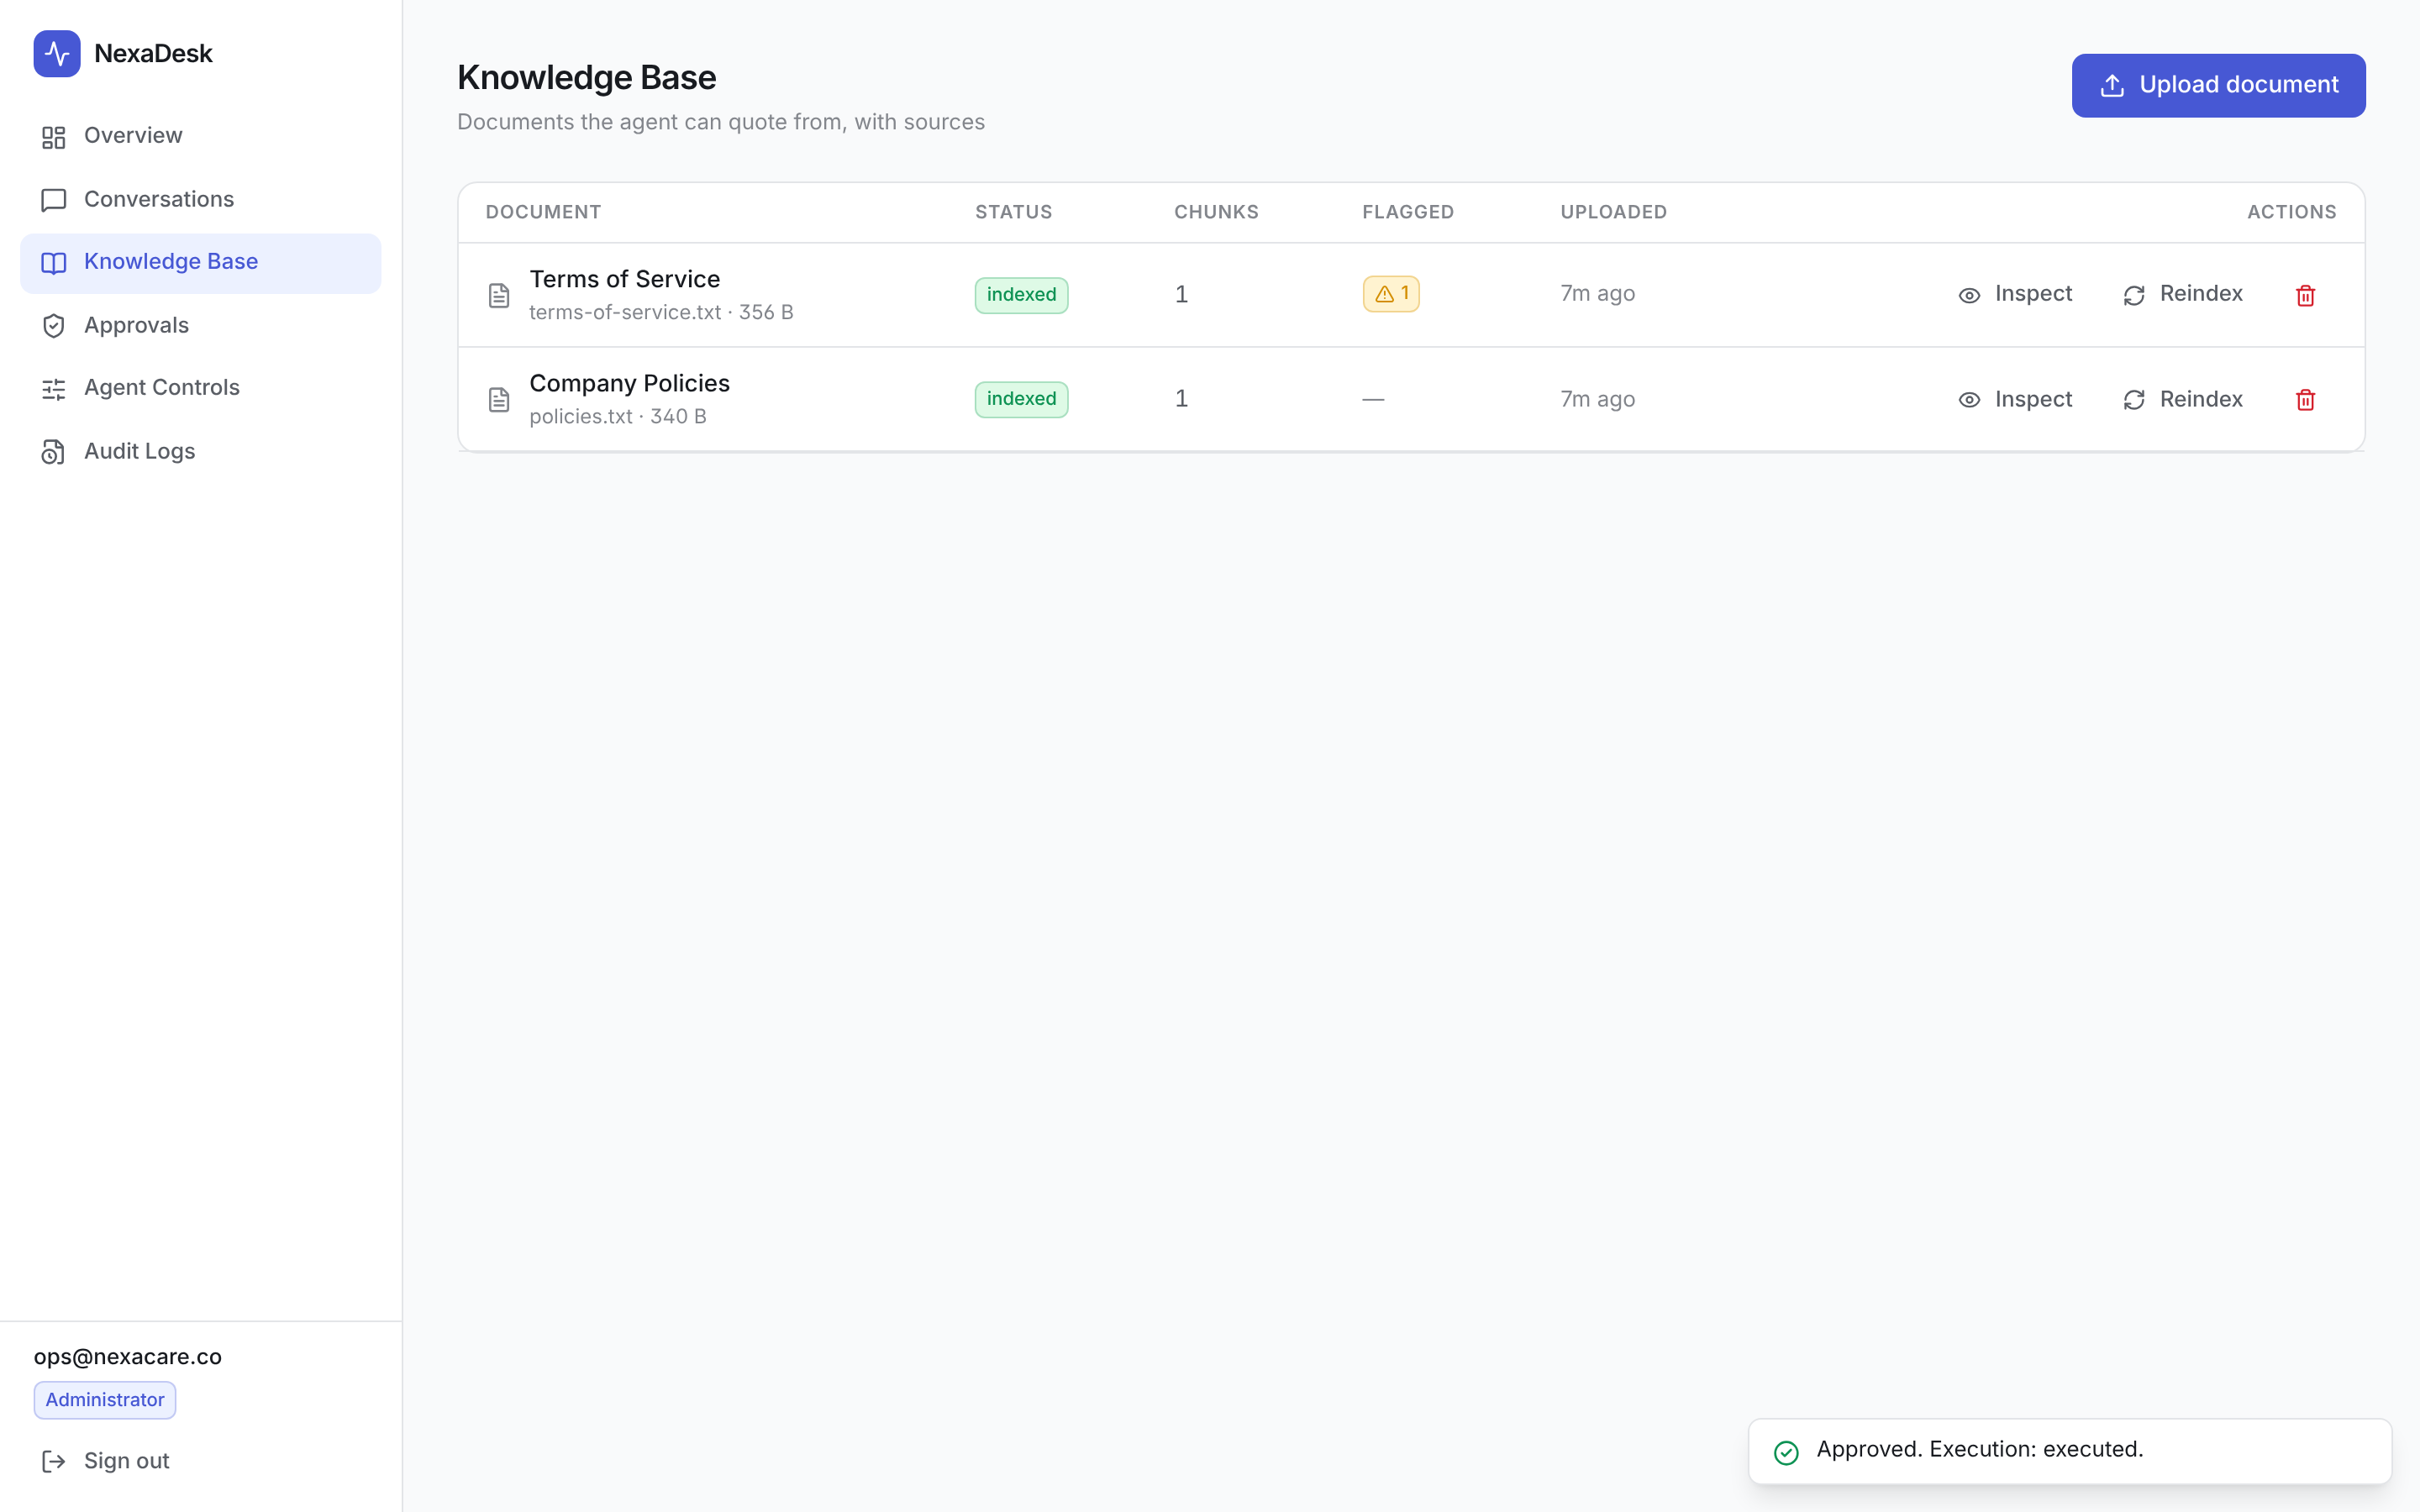 NexaDesk
Overview
Conversations
Knowledge Base
Approvals
Agent Controls
Audit Logs
ops@nexacare.co
Administrator
Sign out
Knowledge Base
Documents the agent can quote from, with sources
Upload document
DOCUMENT STATUS CHUNKS FLAGGED UPLOADED ACTIONS
Terms of Service
terms-of-service.txt · 356 B
indexed 1 1 7m ago Inspect Reindex
Company Policies
policies.txt · 340 B
indexed 1 — 7m ago Inspect Reindex
Approved. Execution: executed.